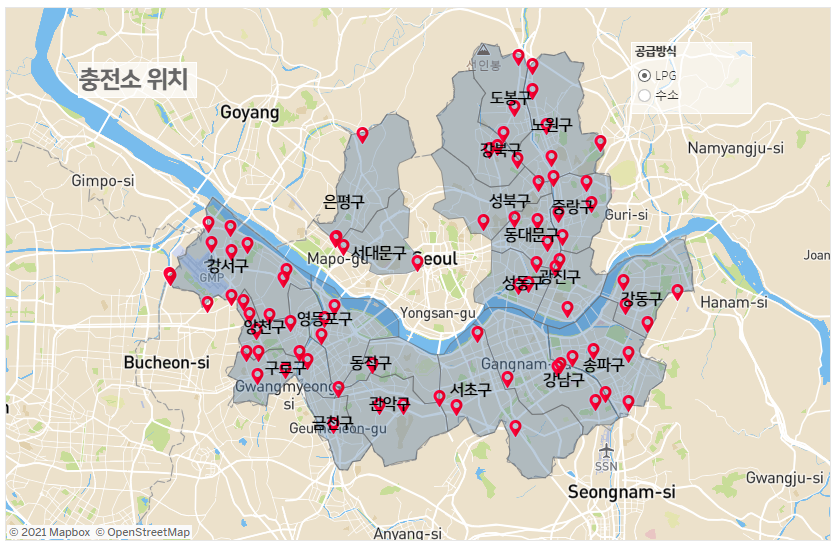 충전소 위치
공급방식
LPG
수소
선인봉
도봉구
Goyang
노원구
강북구
Namyangju-si
Gimpo-si
은평구
성북구
중랑구
Guri-si
동대문구
서대문구
Mapo-gu
Seoul
강서구
GMP
성동구
광진구
강동구
Hanam-si
영등포구
Yongsan-gu
양천구
Bucheon-si
동작구
구로구
Gangnam-gu
송파구
강남구
Gwangmyeong-
si
서초구
관악구
금천구
Geumcheon-gu
SSN
Gwangju-si
Seongnam-si
Anyang-si
© 2021 Mapbox © OpenStreetMap